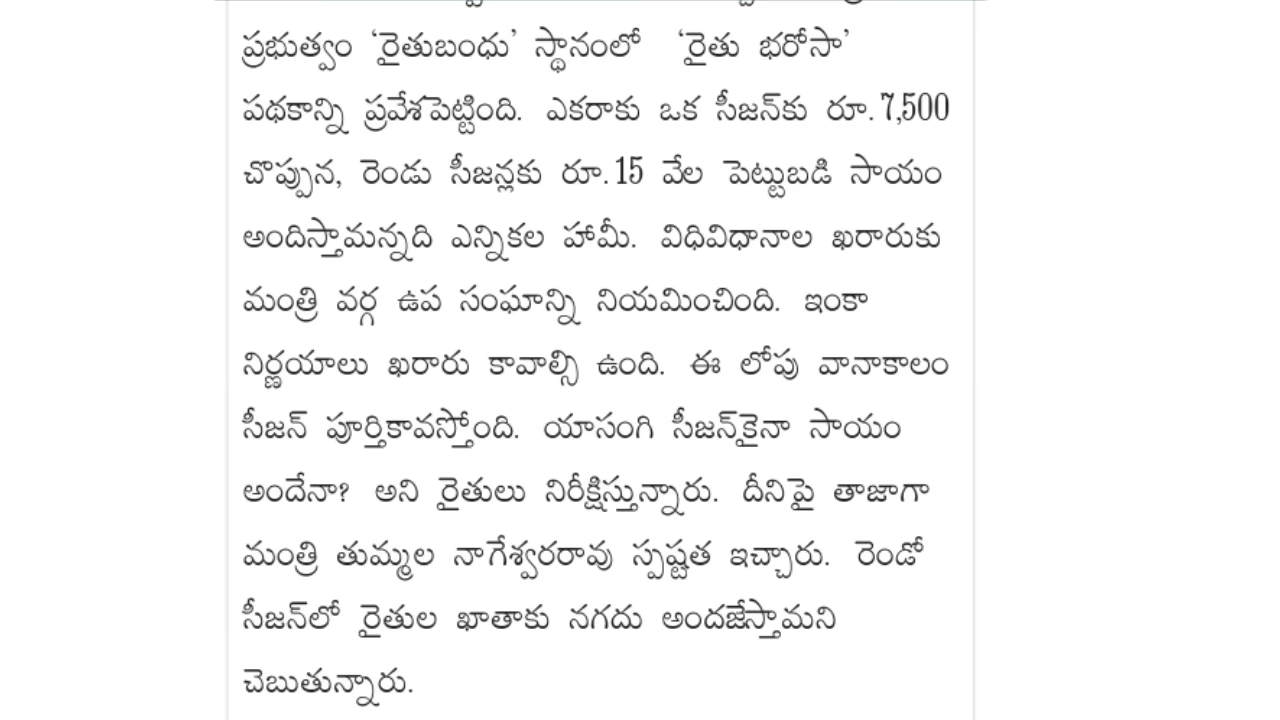 ప్రభుత్వం ‘రైతుబంధు’ స్థానంలో ‘రైతు భరోసా’
పథకాన్ని ప్రవేశపెట్టింది. ఎకరాకు ఒక సీజన్‌కు రూ.7,500
చొప్పున, రెండు సీజన్లకు రూ.15 వేల పెట్టుబడి సాయం
అందిస్తామన్నది ఎన్నికల హామీ. విధివిధానాల ఖరారుకు
మంత్రి వర్గ ఉప సంఘాన్ని నియమించింది. ఇంకా
నిర్ణయాలు ఖరారు కావాల్సి ఉంది. ఈ లోపు వానాకాలం
సీజన్ పూర్తికావస్తోంది. యాసంగి సీజన్‌కైనా సాయం
అందేనా? అని రైతులు నిరీక్షిస్తున్నారు. దీనిపై తాజాగా
మంత్రి తుమ్మల నాగేశ్వరరావు స్పష్టత ఇచ్చారు. రెండో
సీజన్‌లో రైతుల ఖాతాకు నగదు అందజేస్తామని
చెబుతున్నారు.